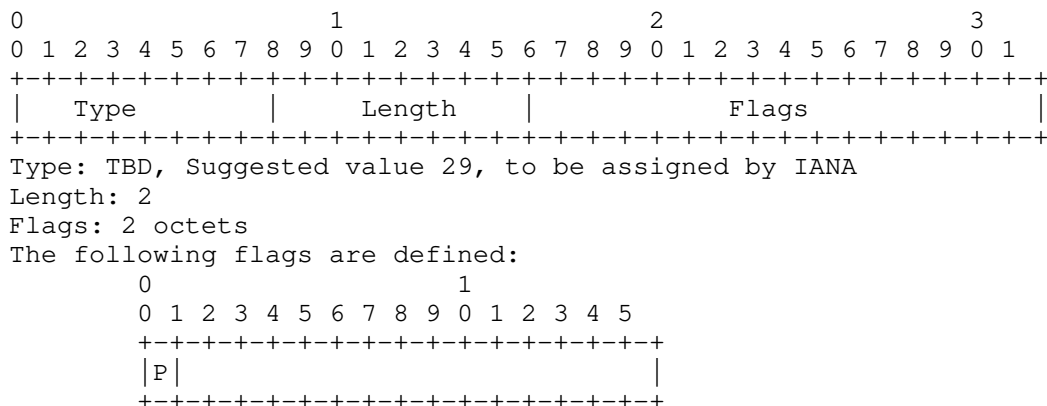 0                   1                   2                   3
0 1 2 3 4 5 6 7 8 9 0 1 2 3 4 5 6 7 8 9 0 1 2 3 4 5 6 7 8 9 0 1
+-+-+-+-+-+-+-+-+-+-+-+-+-+-+-+-+-+-+-+-+-+-+-+-+-+-+-+-+-+-+-+-+
|   Type        |     Length    |            Flags              |
+-+-+-+-+-+-+-+-+-+-+-+-+-+-+-+-+-+-+-+-+-+-+-+-+-+-+-+-+-+-+-+-+
Type: TBD, Suggested value 29, to be assigned by IANA
Length: 2
Flags: 2 octets
The following flags are defined:
        0                   1
        0 1 2 3 4 5 6 7 8 9 0 1 2 3 4 5
        +-+-+-+-+-+-+-+-+-+-+-+-+-+-+-+-+
        |P|                             |
        +-+-+-+-+-+-+-+-+-+-+-+-+-+-+-+-+